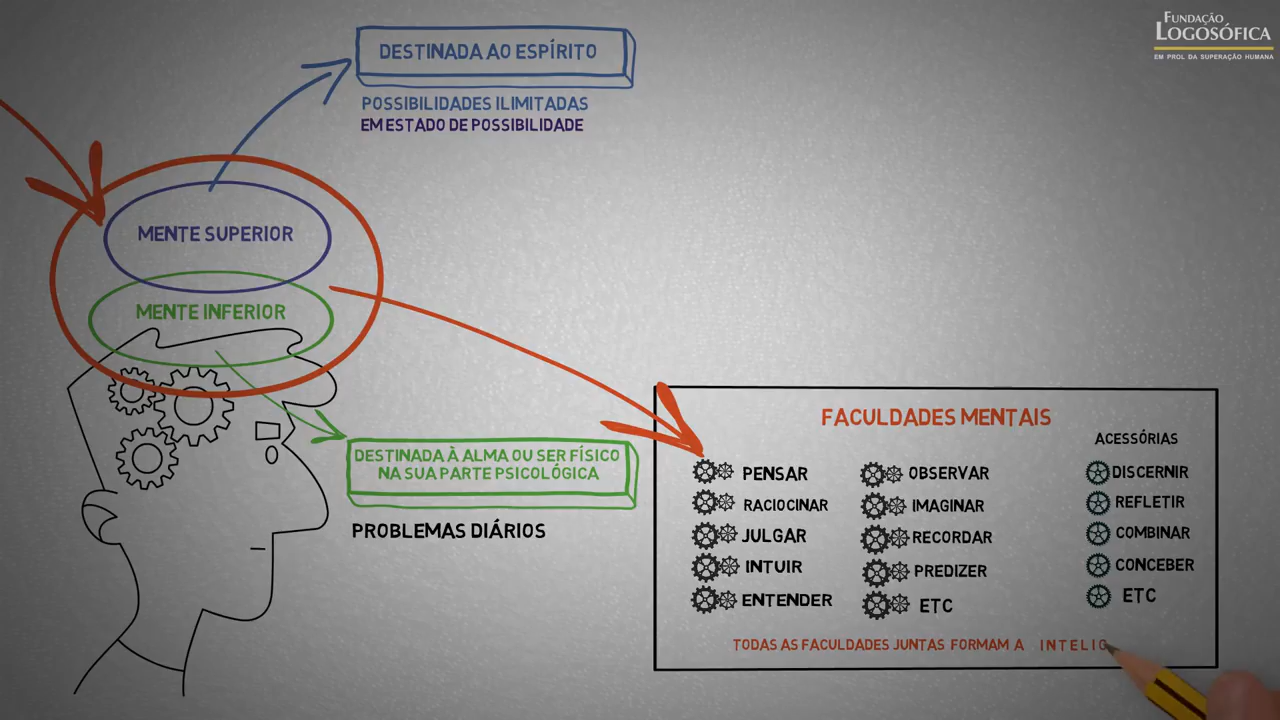 FUNDAÇÃO
LOGOSÓFICA
EM PROL DA SUPERAÇÃO HUMANA
DESTINADA AO ESPÍRITO
POSSIBILIDADES ILIMITADAS
EM ESTADO DE POSSIBILIDADE
MENTE SUPERIOR
MENTE INFERIOR
DESTINADA À ALMA OU SER FÍSICO
NA SUA PARTE PSICOLÓGICA
PROBLEMAS DIÁRIOS
FACULDADES MENTAIS
PENSAR
RACIOCINAR
JULGAR
INTUIR
ENTENDER
OBSERVAR
IMAGINAR
RECORDAR
PREDIZER
ETC
ACESSÓRIAS
DISCERNIR
REFLETIR
COMBINAR
CONCEBER
ETC
TODAS AS FACULDADES JUNTAS FORMAM A INTELIG